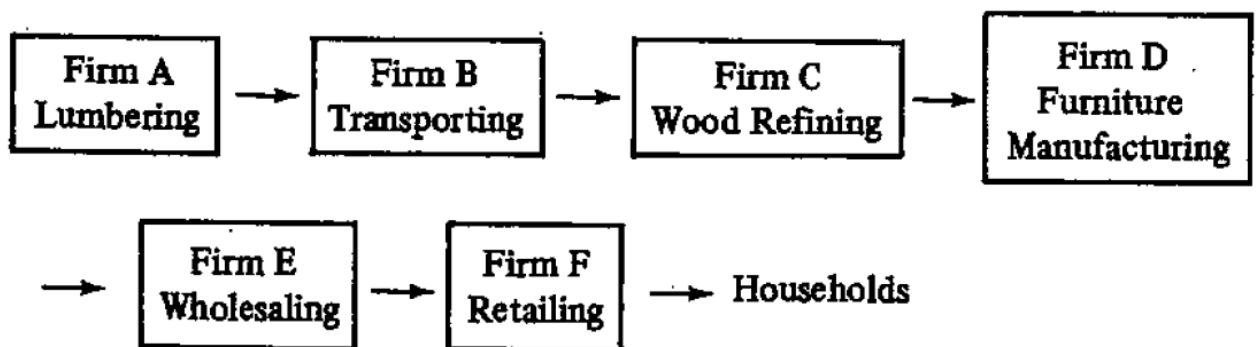 Firm A
Lumbering
Firm B
Transporting
Firm C
Wood Refining
Firm D
Furniture
Manufacturing
Firm E
Wholesaling
Firm F
Retailing
Households